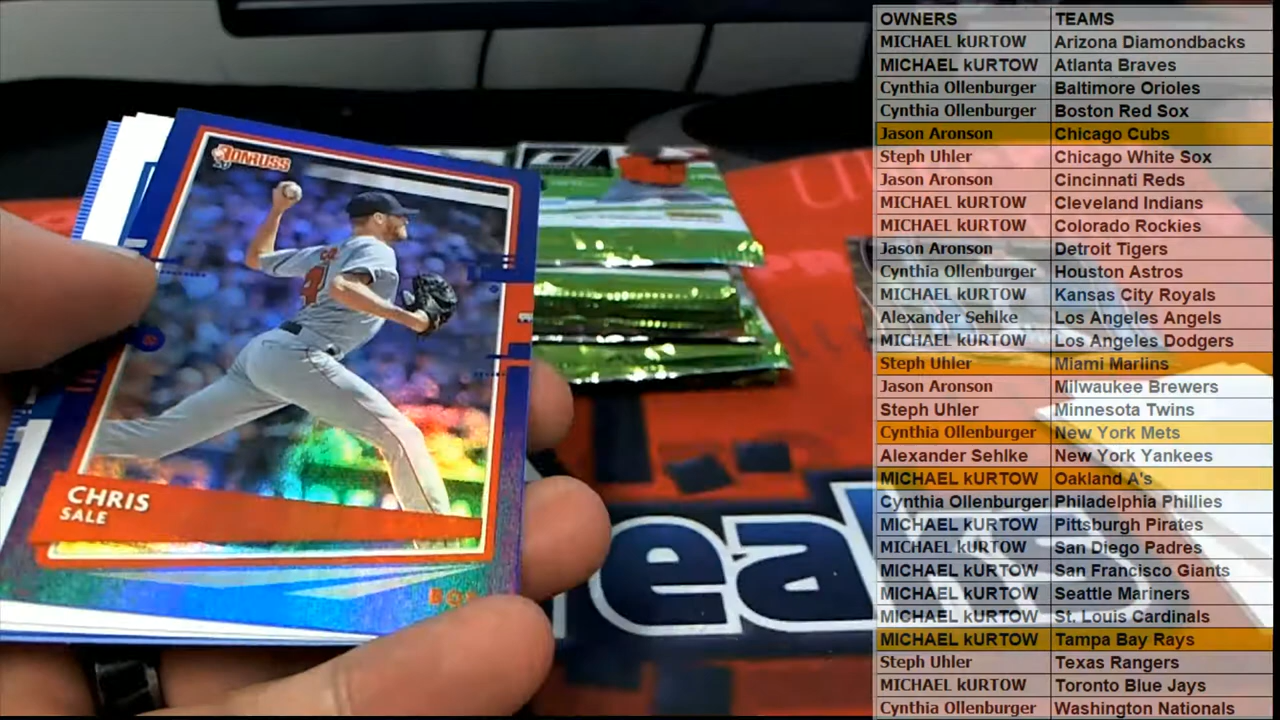 DONRUSS
CHRIS
SALE
BO
ea
OWNERS TEAMS
MICHAEL kURTOW Arizona Diamondbacks
MICHAEL kURTOW Atlanta Braves
Cynthia Ollenburger Baltimore Orioles
Cynthia Ollenburger Boston Red Sox
Jason Aronson Chicago Cubs
Steph Uhler Chicago White Sox
Jason Aronson Cincinnati Reds
MICHAEL kURTOW Cleveland Indians
MICHAEL kURTOW Colorado Rockies
Jason Aronson Detroit Tigers
Cynthia Ollenburger Houston Astros
MICHAEL kURTOW Kansas City Royals
Alexander Sehlke Los Angeles Angels
MICHAEL kURTOW Los Angeles Dodgers
Steph Uhler Miami Marlins
Jason Aronson Milwaukee Brewers
Steph Uhler Minnesota Twins
Cynthia Ollenburger New York Mets
Alexander Sehlke New York Yankees
MICHAEL kURTOW Oakland A's
Cynthia Ollenburger Philadelphia Phillies
MICHAEL kURTOW Pittsburgh Pirates
MICHAEL kURTOW San Diego Padres
MICHAEL kURTOW San Francisco Giants
MICHAEL kURTOW Seattle Mariners
MICHAEL kURTOW St. Louis Cardinals
MICHAEL kURTOW Tampa Bay Rays
Steph Uhler Texas Rangers
MICHAEL kURTOW Toronto Blue Jays
Cynthia Ollenburger Washington Nationals